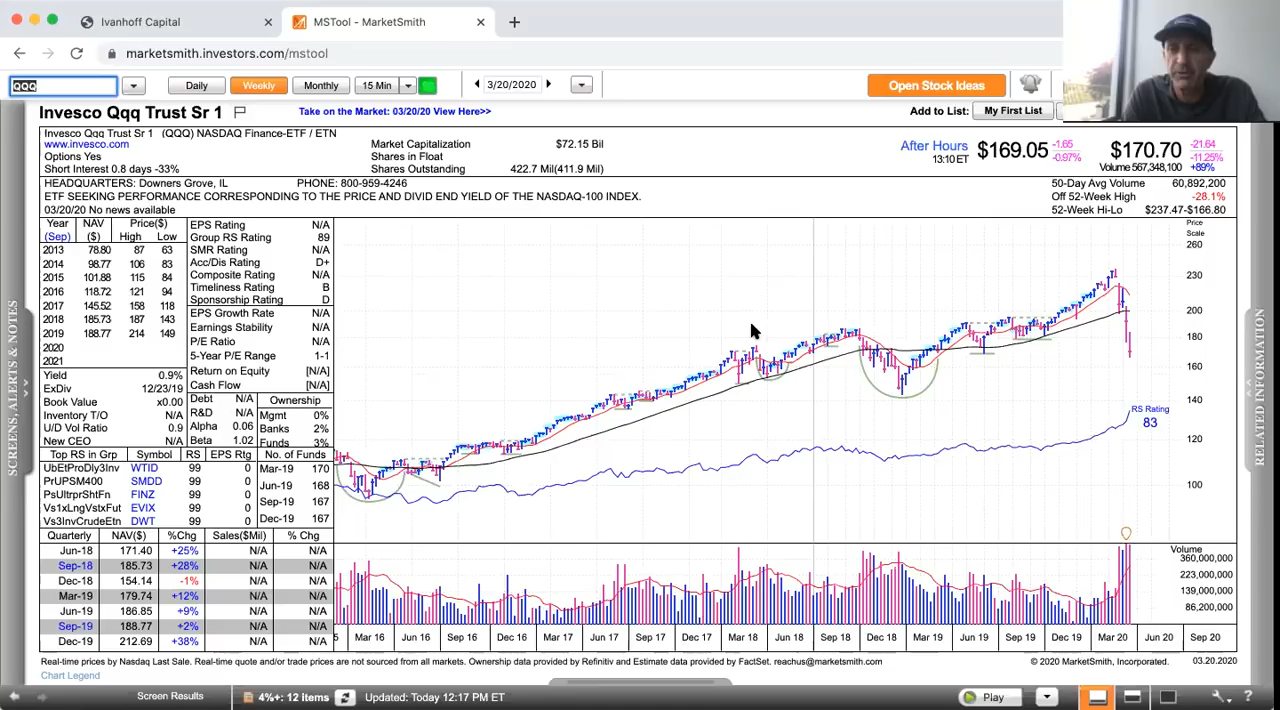 Ivanhoff Capital
MSTool - MarketSmith
marketsmith.investors.com/mstool
QQQ
Daily
Weekly
Monthly
15 Min
3/20/2020
Open Stock Ideas
Invesco Qqq Trust Sr 1
Take on the Market: 03/20/20 View Here>>
Add to List:
My First List
Invesco Qqq Trust Sr 1 (QQQ) NASDAQ Finance-ETF / ETN
www.invesco.com
Options Yes
Short Interest 0.8 days -33%
Market Capitalization $72.15 Bil
Shares in Float
Shares Outstanding 422.7 Mil(411.9 Mil)
After Hours
13:10 ET
$169.05 -1.65 -0.97%
$170.70 -21.64 -11.25%
Volume 567,348,100 +89%
HEADQUARTERS: Downers Grove, IL PHONE: 800-959-4246
ETF SEEKING PERFORMANCE CORRESPONDING TO THE PRICE AND DIVID END YIELD OF THE NASDAQ-100 INDEX.
03/20/20 No news available
50-Day Avg Volume 60,892,200
Off 52-Week High -28.1%
52-Week Hi-Lo $237.47-$166.80
Year NAV Price($)
(Sep) ($) High Low
2013 78.80 87 63
2014 98.77 106 83
2015 101.88 115 84
2016 118.72 121 94
2017 145.52 158 118
2018 185.73 187 143
2019 188.77 214 149
2020
2021
Yield 0.9%
ExDiv 12/23/19
Book Value x0.00
Inventory T/O N/A
U/D Vol Ratio 0.9
New CEO N/A
EPS Rating N/A
Group RS Rating 89
SMR Rating N/A
Acc/Dis Rating D+
Composite Rating N/A
Timeliness Rating B
Sponsorship Rating D
EPS Growth Rate N/A
Earnings Stability N/A
P/E Ratio N/A
5-Year P/E Range 1-1
Return on Equity [N/A]
Cash Flow [N/A]
Debt N/A
R&D N/A
Alpha 0.06
Beta 1.02
Ownership
Mgmt 0%
Banks 2%
Funds 3%
Top RS in Grp Symbol RS EPS Rtg
UbEtProDly3Inv WTID 99 0
PrUPSM400 SMDD 99 0
PsUltrprShtFn FINZ 99 0
Vs1xLngVstxFut EVIX 99 0
Vs3InvCrudeEtn DWT 99 0
No. of Funds
Mar-19 170
Jun-19 168
Sep-19 167
Dec-19 167
Quarterly NAV($) %Chg Sales($Mil) % Chg
Jun-18 171.40 +25% N/A N/A
Sep-18 185.73 +28% N/A N/A
Dec-18 154.14 -1% N/A N/A
Mar-19 179.74 +12% N/A N/A
Jun-19 186.85 +9% N/A N/A
Sep-19 188.77 +2% N/A N/A
Dec-19 212.69 +38% N/A N/A
Price
Scale
260
230
200
180
160
140
120
100
RS Rating
83
Volume
360,000,000
223,000,000
139,000,000
86,200,000
5 Mar 16 Jun 16 Sep 16 Dec 16 Mar 17 Jun 17 Sep 17 Dec 17 Mar 18 Jun 18 Sep 18 Dec 18 Mar 19 Jun 19 Sep 19 Dec 19 Mar 20 Jun 20 Sep 20
SCREENS, ALERTS & NOTES
RELATED INFORMATION
Real-time prices by Nasdaq Last Sale. Real-time quote and/or trade prices are not sourced from all markets. Ownership data provided by Refinitiv and Estimate data provided by FactSet. reachus@marketsmith.com
© 2020 MarketSmith, Incorporated.
03.20.2020
Chart Legend
Screen Results
4%+: 12 items
Updated: Today 12:17 PM ET
Play
?